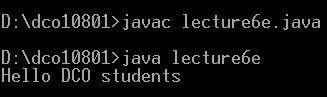 D:\dco10801>javac lecture6e.java
D:\dco10801>java lecture6e
Hello DCO students